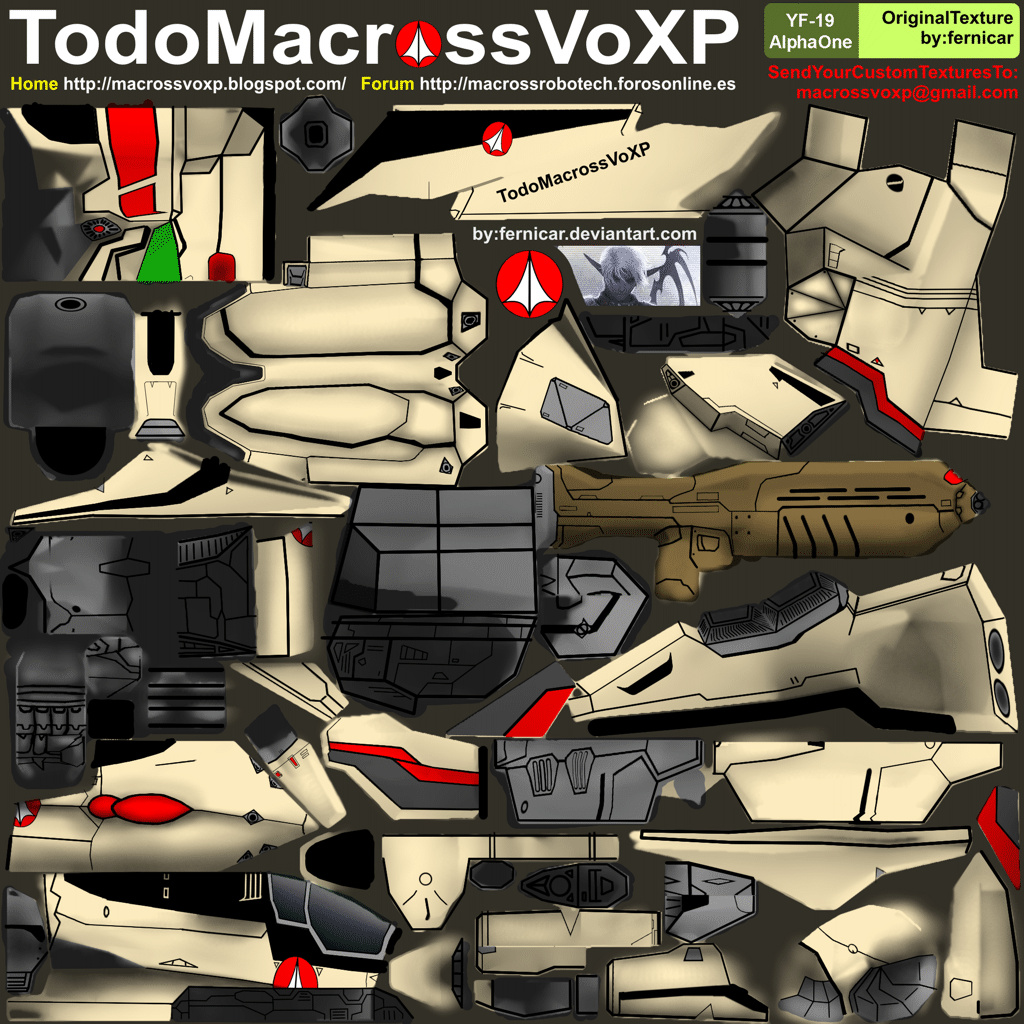 TodoMacrossVoXP
YF-19
AlphaOne
OriginalTexture
by:fernicar
Home http://macrossvoxp.blogspot.com/ Forum http://macrossrobotech.forosonline.es
SendYourCustomTexturesTo:
macrossvoxp@gmail.com
TodoMacrossVoXP
by:fernicar.deviantart.com